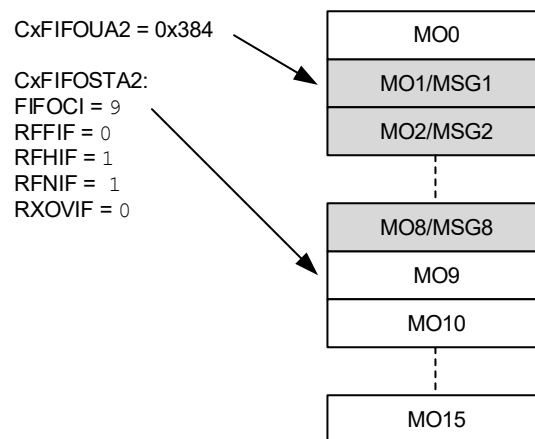 CxFIFOUA2 = 0x384
CxFIFOSTA2:
FIFOCI = 9
RFFIF = 0
RFHIF = 1
RFNIF = 1
RXOVIF = 0
MO0
MO1/MSG1
MO2/MSG2
MO8/MSG8
MO9
MO10
MO15